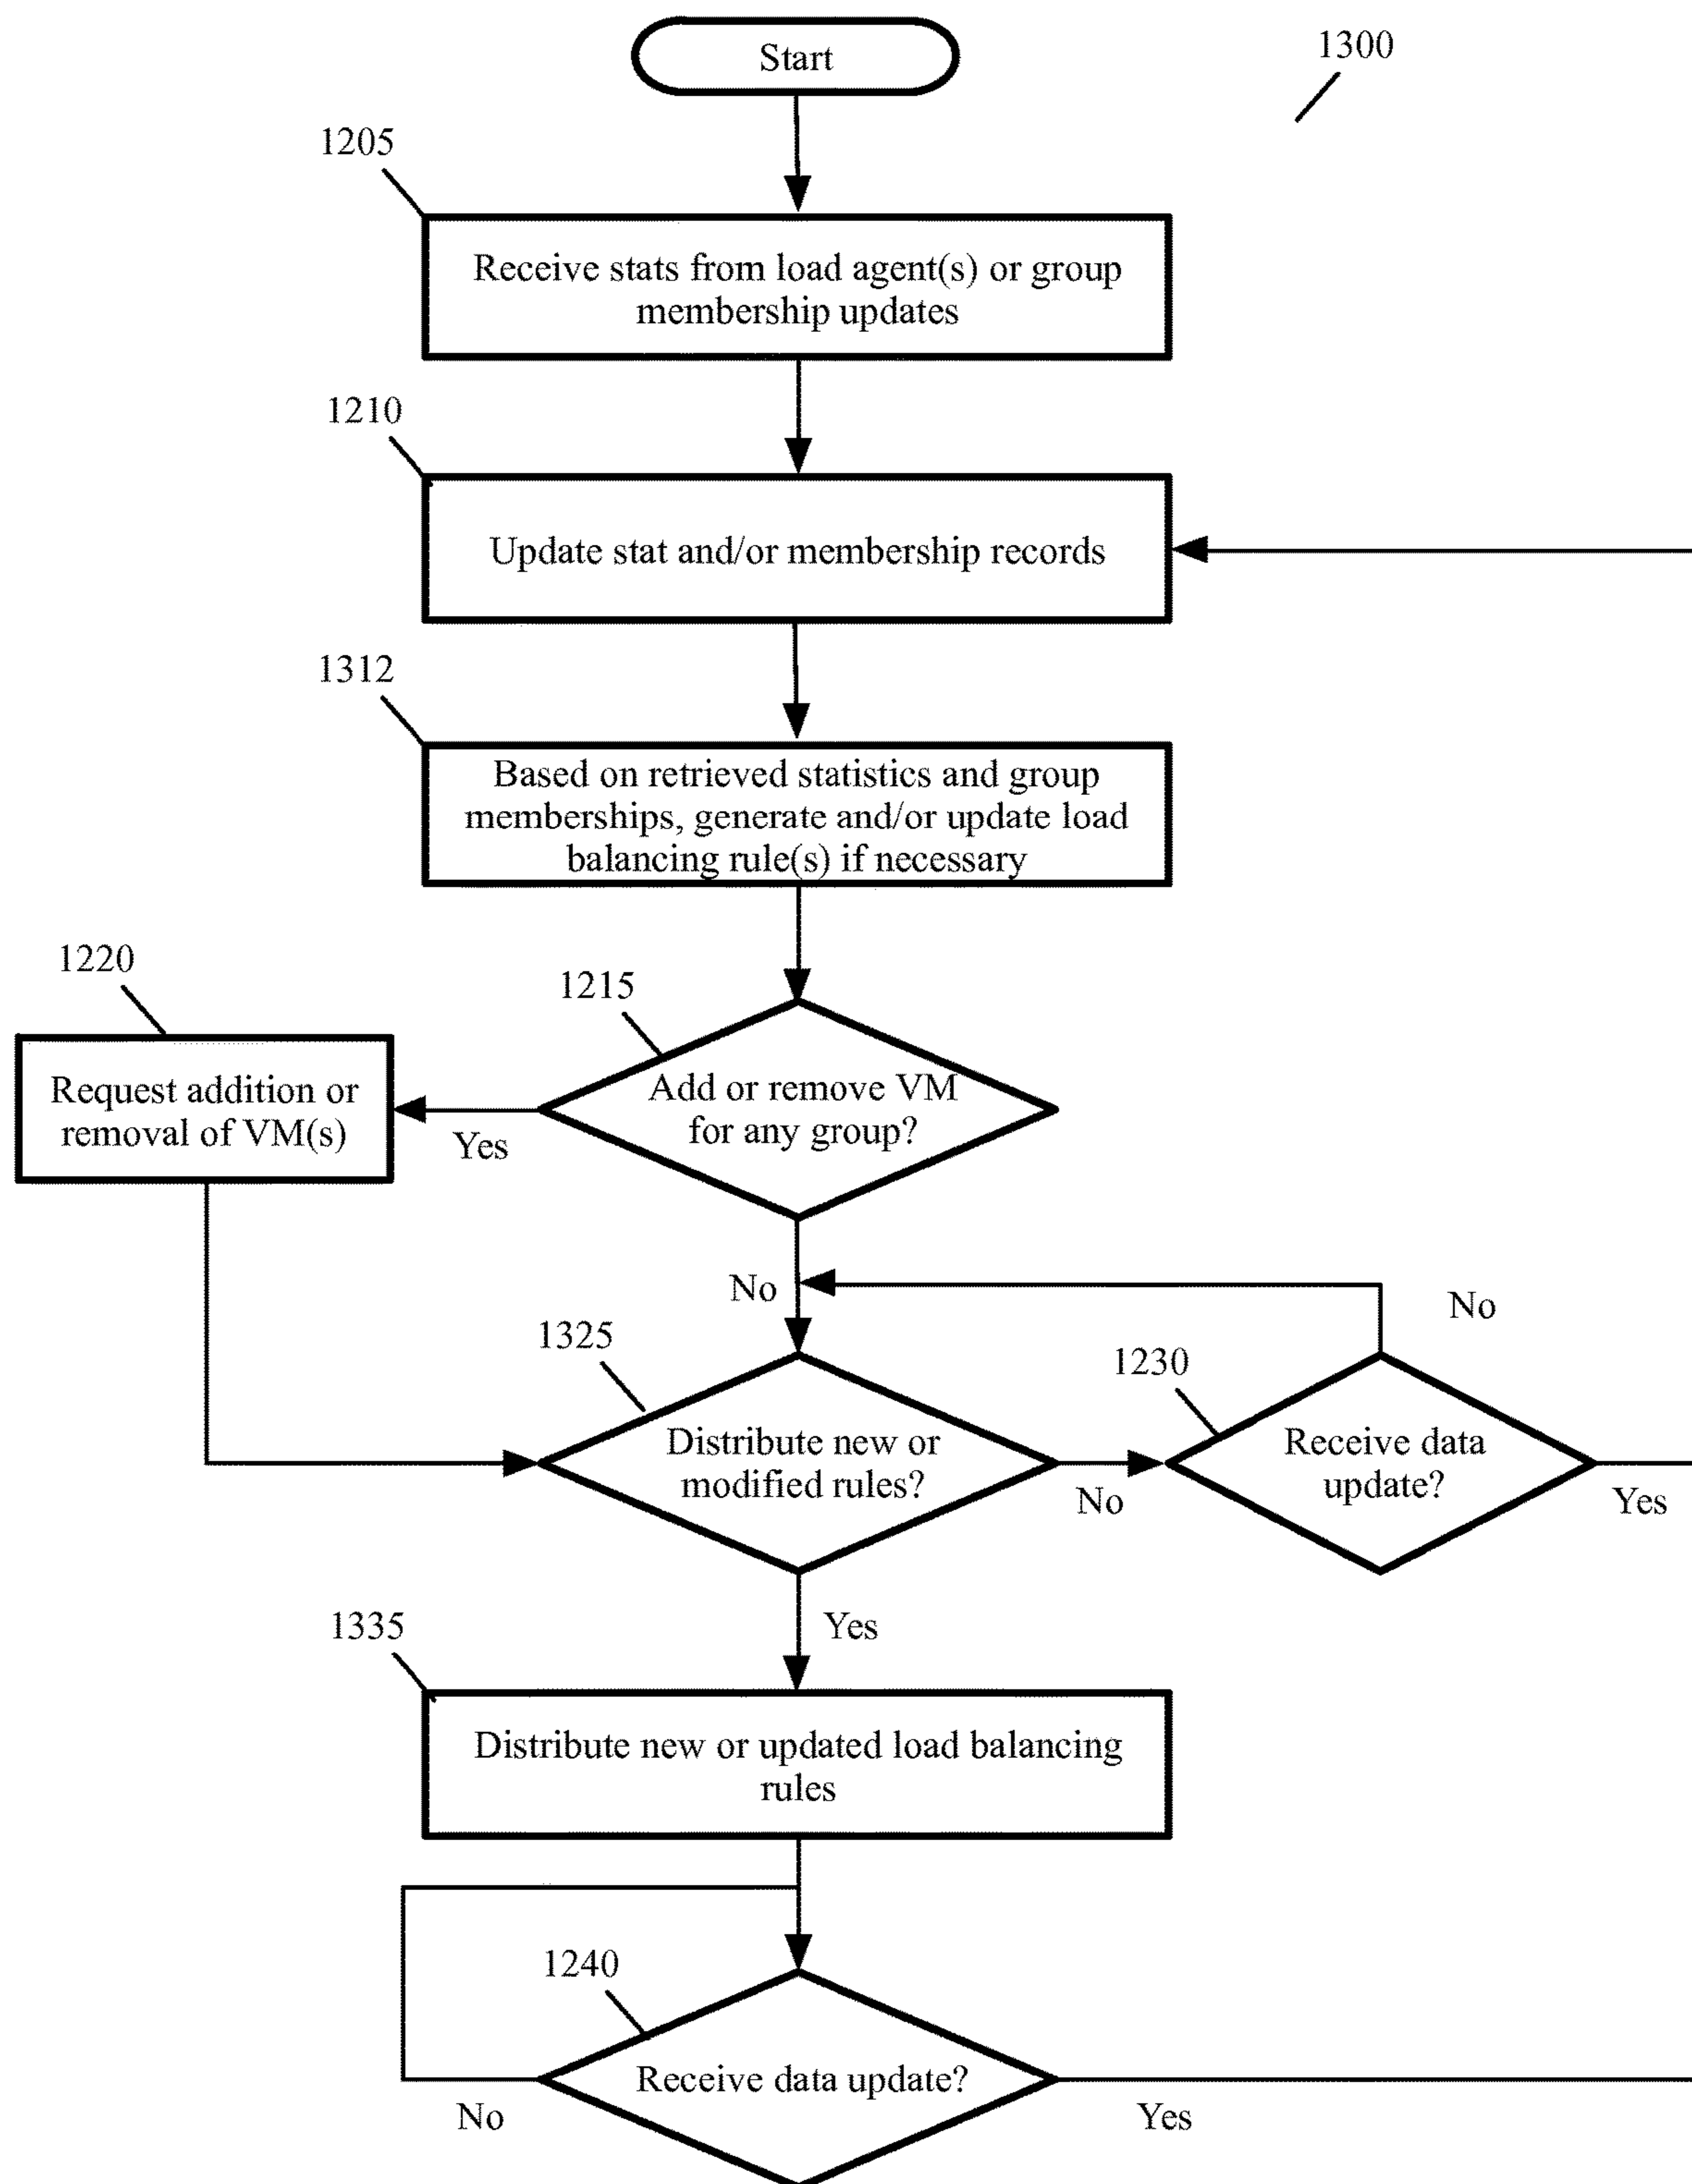 Start
1300
1205
Receive stats from load agent(s) or group
membership updates
1210
Update stat and/or membership records
1312
Based on retrieved statistics and group
memberships, generate and/or update load
balancing rule(s) if necessary
1220
1215
Request addition or
removal of VM(s)
Yes
Add or remove VM
for any group?
No
No
1325
1230
Distribute new or
modified rules?
No
Receive data
update?
Yes
Yes
1335
Distribute new or updated load balancing
rules
1240
Receive data update?
No
Yes